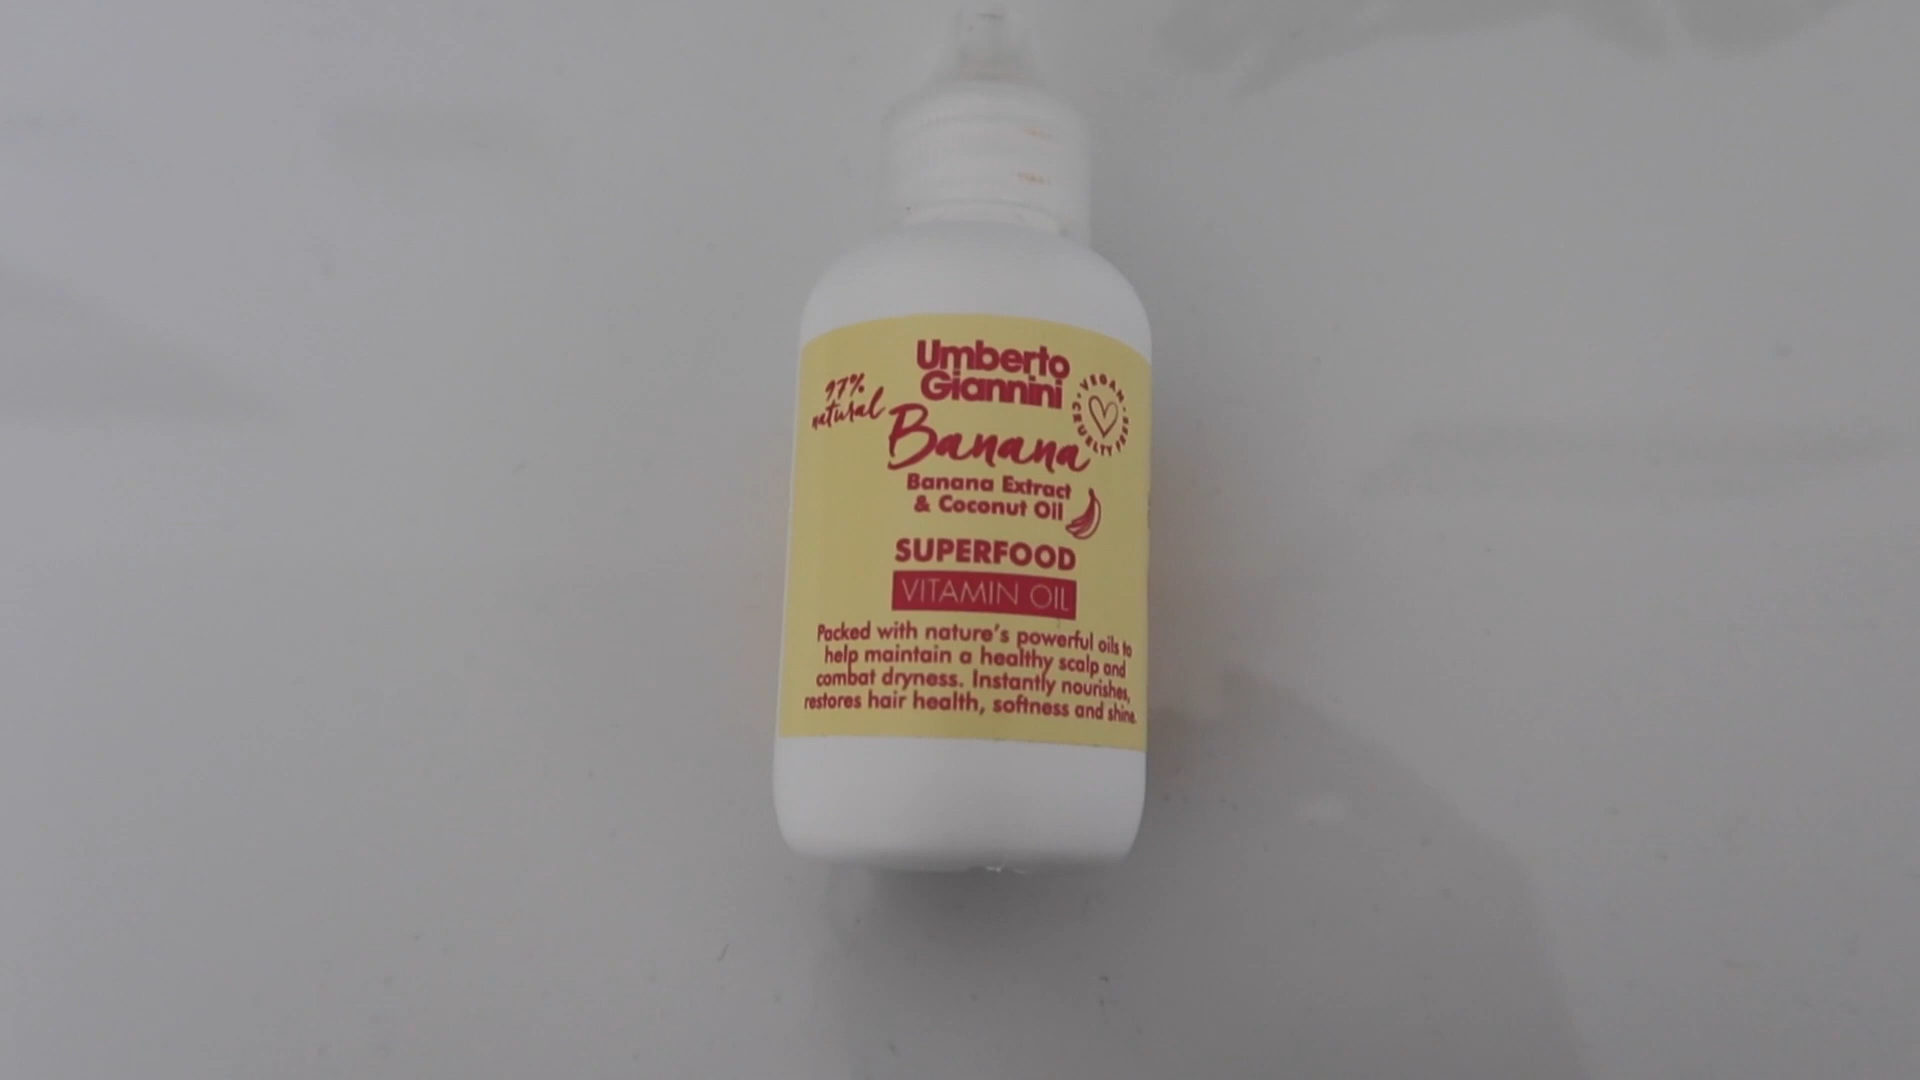 Umberto
Giannini
97%
natural
VEGAN · CRUELTY FREE ·
Banana
Banana Extract
& Coconut Oil
SUPERFOOD
VITAMIN OIL
Packed with nature's powerful oils to
help maintain a healthy scalp and
combat dryness. Instantly nourishes,
restores hair health, softness and shine.